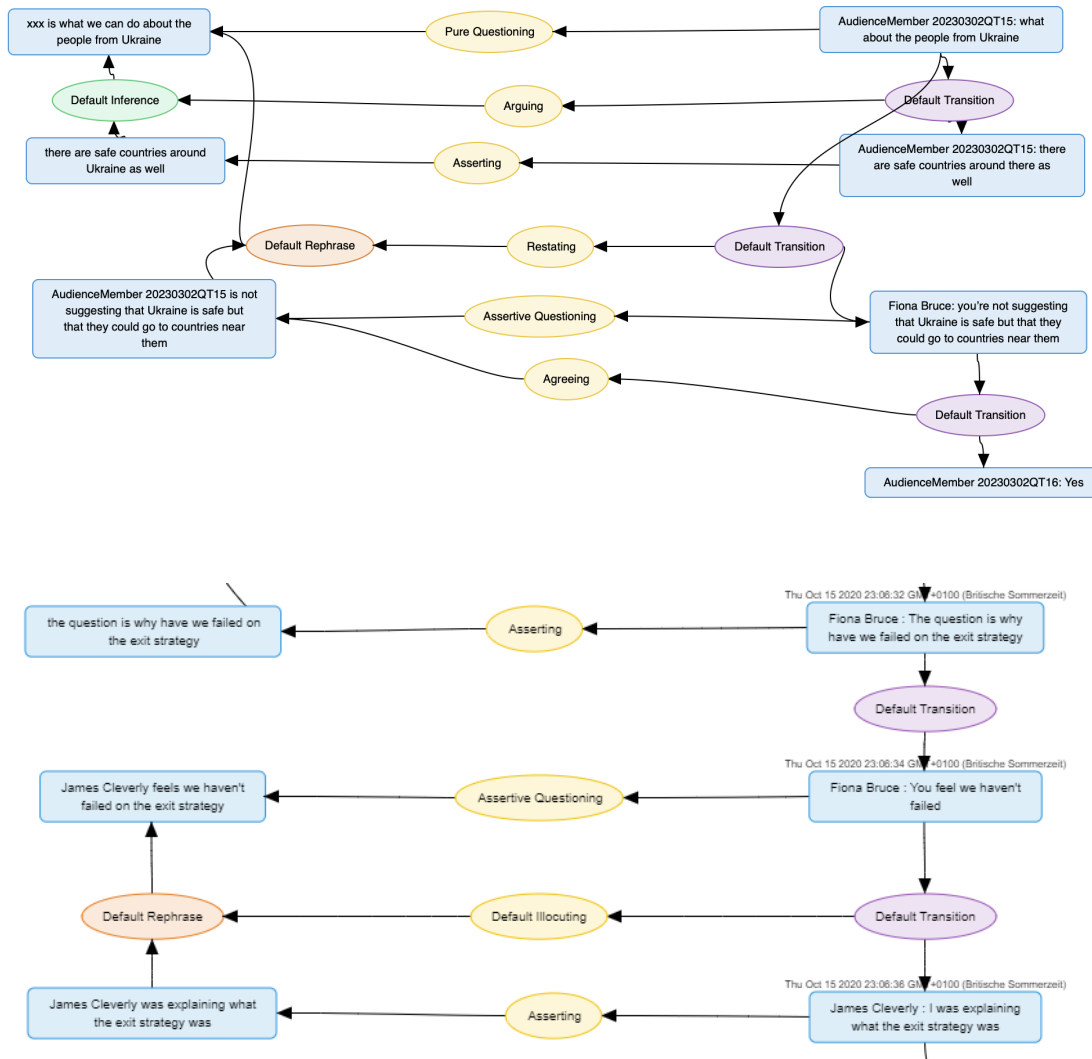 xxx is what we can do about the
people from Ukraine
Pure Questioning
AudienceMember 20230302QT15: what
about the people from Ukraine
Default Inference
Arguing
Default Transition
there are safe countries around
Ukraine as well
Asserting
AudienceMember 20230302QT15: there
are safe countries around there as
well
Default Rephrase
Restating
Default Transition
AudienceMember 20230302QT15 is not
suggesting that Ukraine is safe but
that they could go to countries near
them
Assertive Questioning
Fiona Bruce: you're not suggesting
that Ukraine is safe but that they
could go to countries near them
Agreeing
Default Transition
AudienceMember 20230302QT16: Yes
Thu Oct 15 2020 23:06:32 GMT+0100 (Britische Sommerzeit)
the question is why have we failed on
the exit strategy
Asserting
Fiona Bruce : The question is why
have we failed on the exit strategy
Default Transition
Thu Oct 15 2020 23:06:34 GMT+0100 (Britische Sommerzeit)
James Cleverly feels we haven't
failed on the exit strategy
Assertive Questioning
Fiona Bruce : You feel we haven't
failed
Default Rephrase
Default Illocuting
Default Transition
Thu Oct 15 2020 23:06:36 GMT+0100 (Britische Sommerzeit)
James Cleverly was explaining what
the exit strategy was
Asserting
James Cleverly : I was explaining
what the exit strategy was